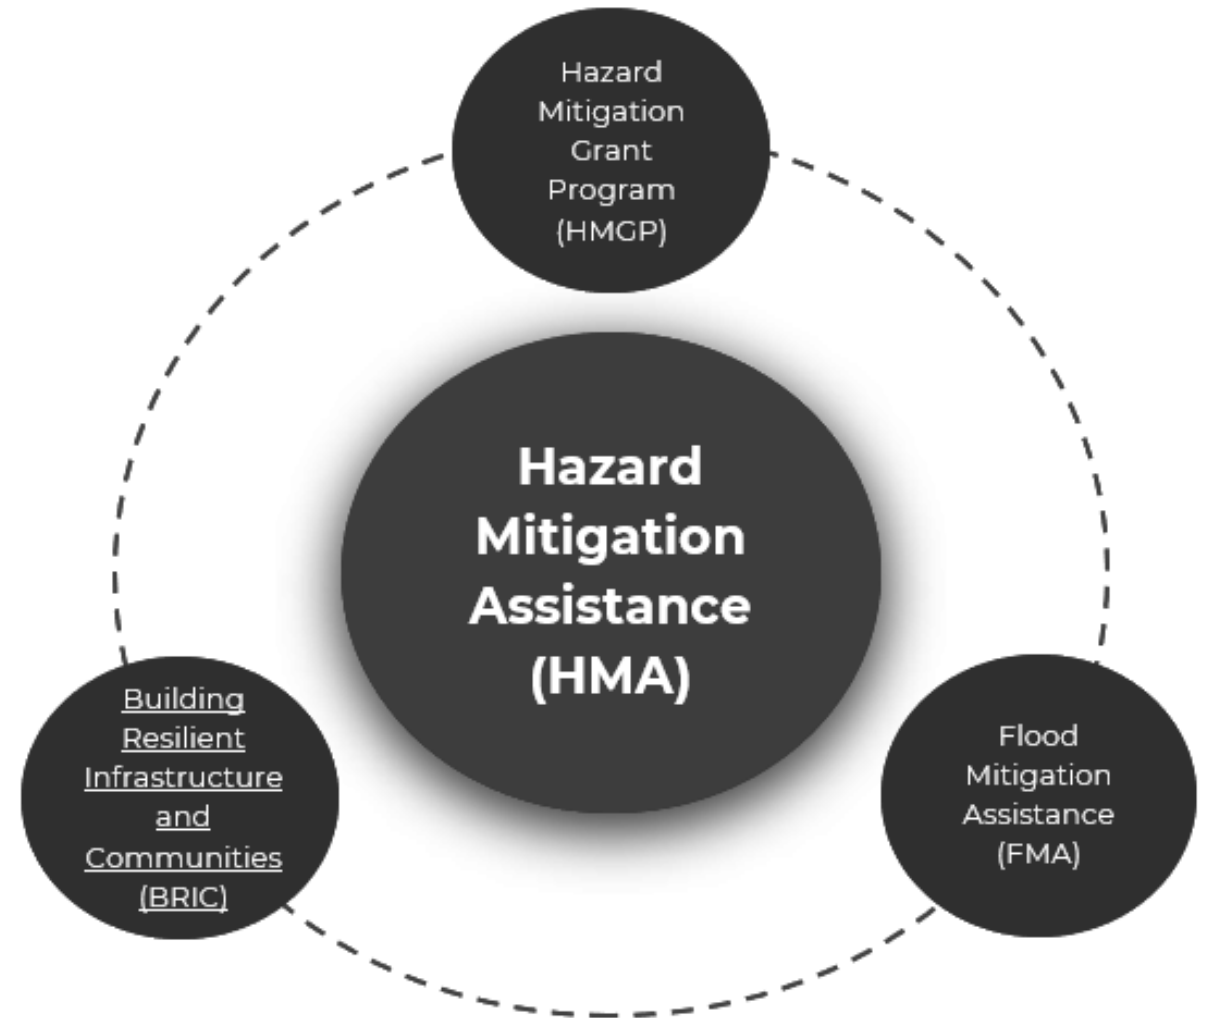 Hazard
Mitigation
Grant
Program
(HMGP)
Hazard
Mitigation
Assistance
(HMA)
Building
Resilient
Infrastructure
and
Communities
(BRIC)
Flood
Mitigation
Assistance
(FMA)